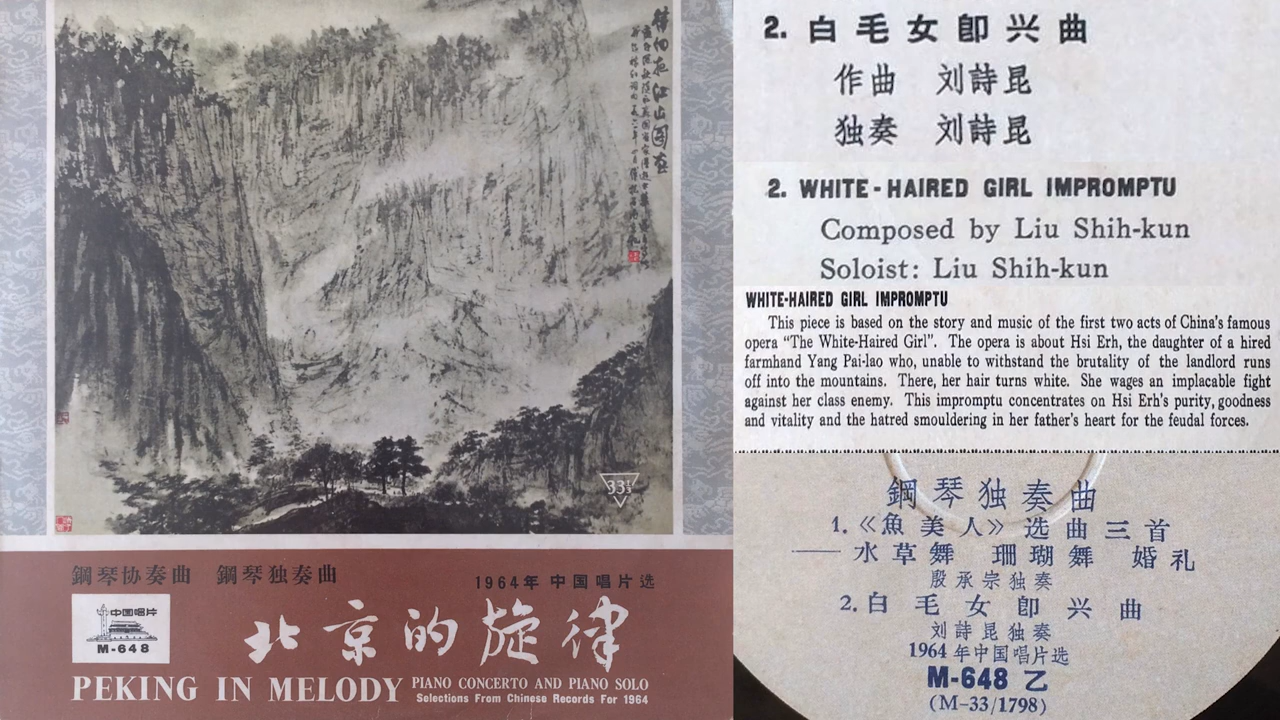 33⅓
鋼琴协奏曲 鋼琴独奏曲
1964年 中国唱片选
中国唱片
M-648
北京的旋律
PEKING IN MELODY
PIANO CONCERTO AND PIANO SOLO
Selections From Chinese Records For 1964
2. 白毛女卽兴曲
作曲 刘詩昆
独奏 刘詩昆
2. WHITE-HAIRED GIRL IMPROMPTU
Composed by Liu Shih-kun
Soloist: Liu Shih-kun
WHITE-HAIRED GIRL IMPROMPTU
This piece is based on the story and music of the first two acts of China's famous
opera "The White-Haired Girl". The opera is about Hsi Erh, the daughter of a hired
farmhand Yang Pai-lao who, unable to withstand the brutality of the landlord runs
off into the mountains. There, her hair turns white. She wages an implacable fight
against her class enemy. This impromptu concentrates on Hsi Erh's purity, goodness
and vitality and the hatred smouldering in her father's heart for the feudal forces.
鋼琴独奏曲
1.《魚美人》选曲三首
——水草舞 珊瑚舞 婚礼
殷承宗独奏
2. 白毛女卽兴曲
刘詩昆独奏
1964年中国唱片选
M-648 乙
(M-33/1798)